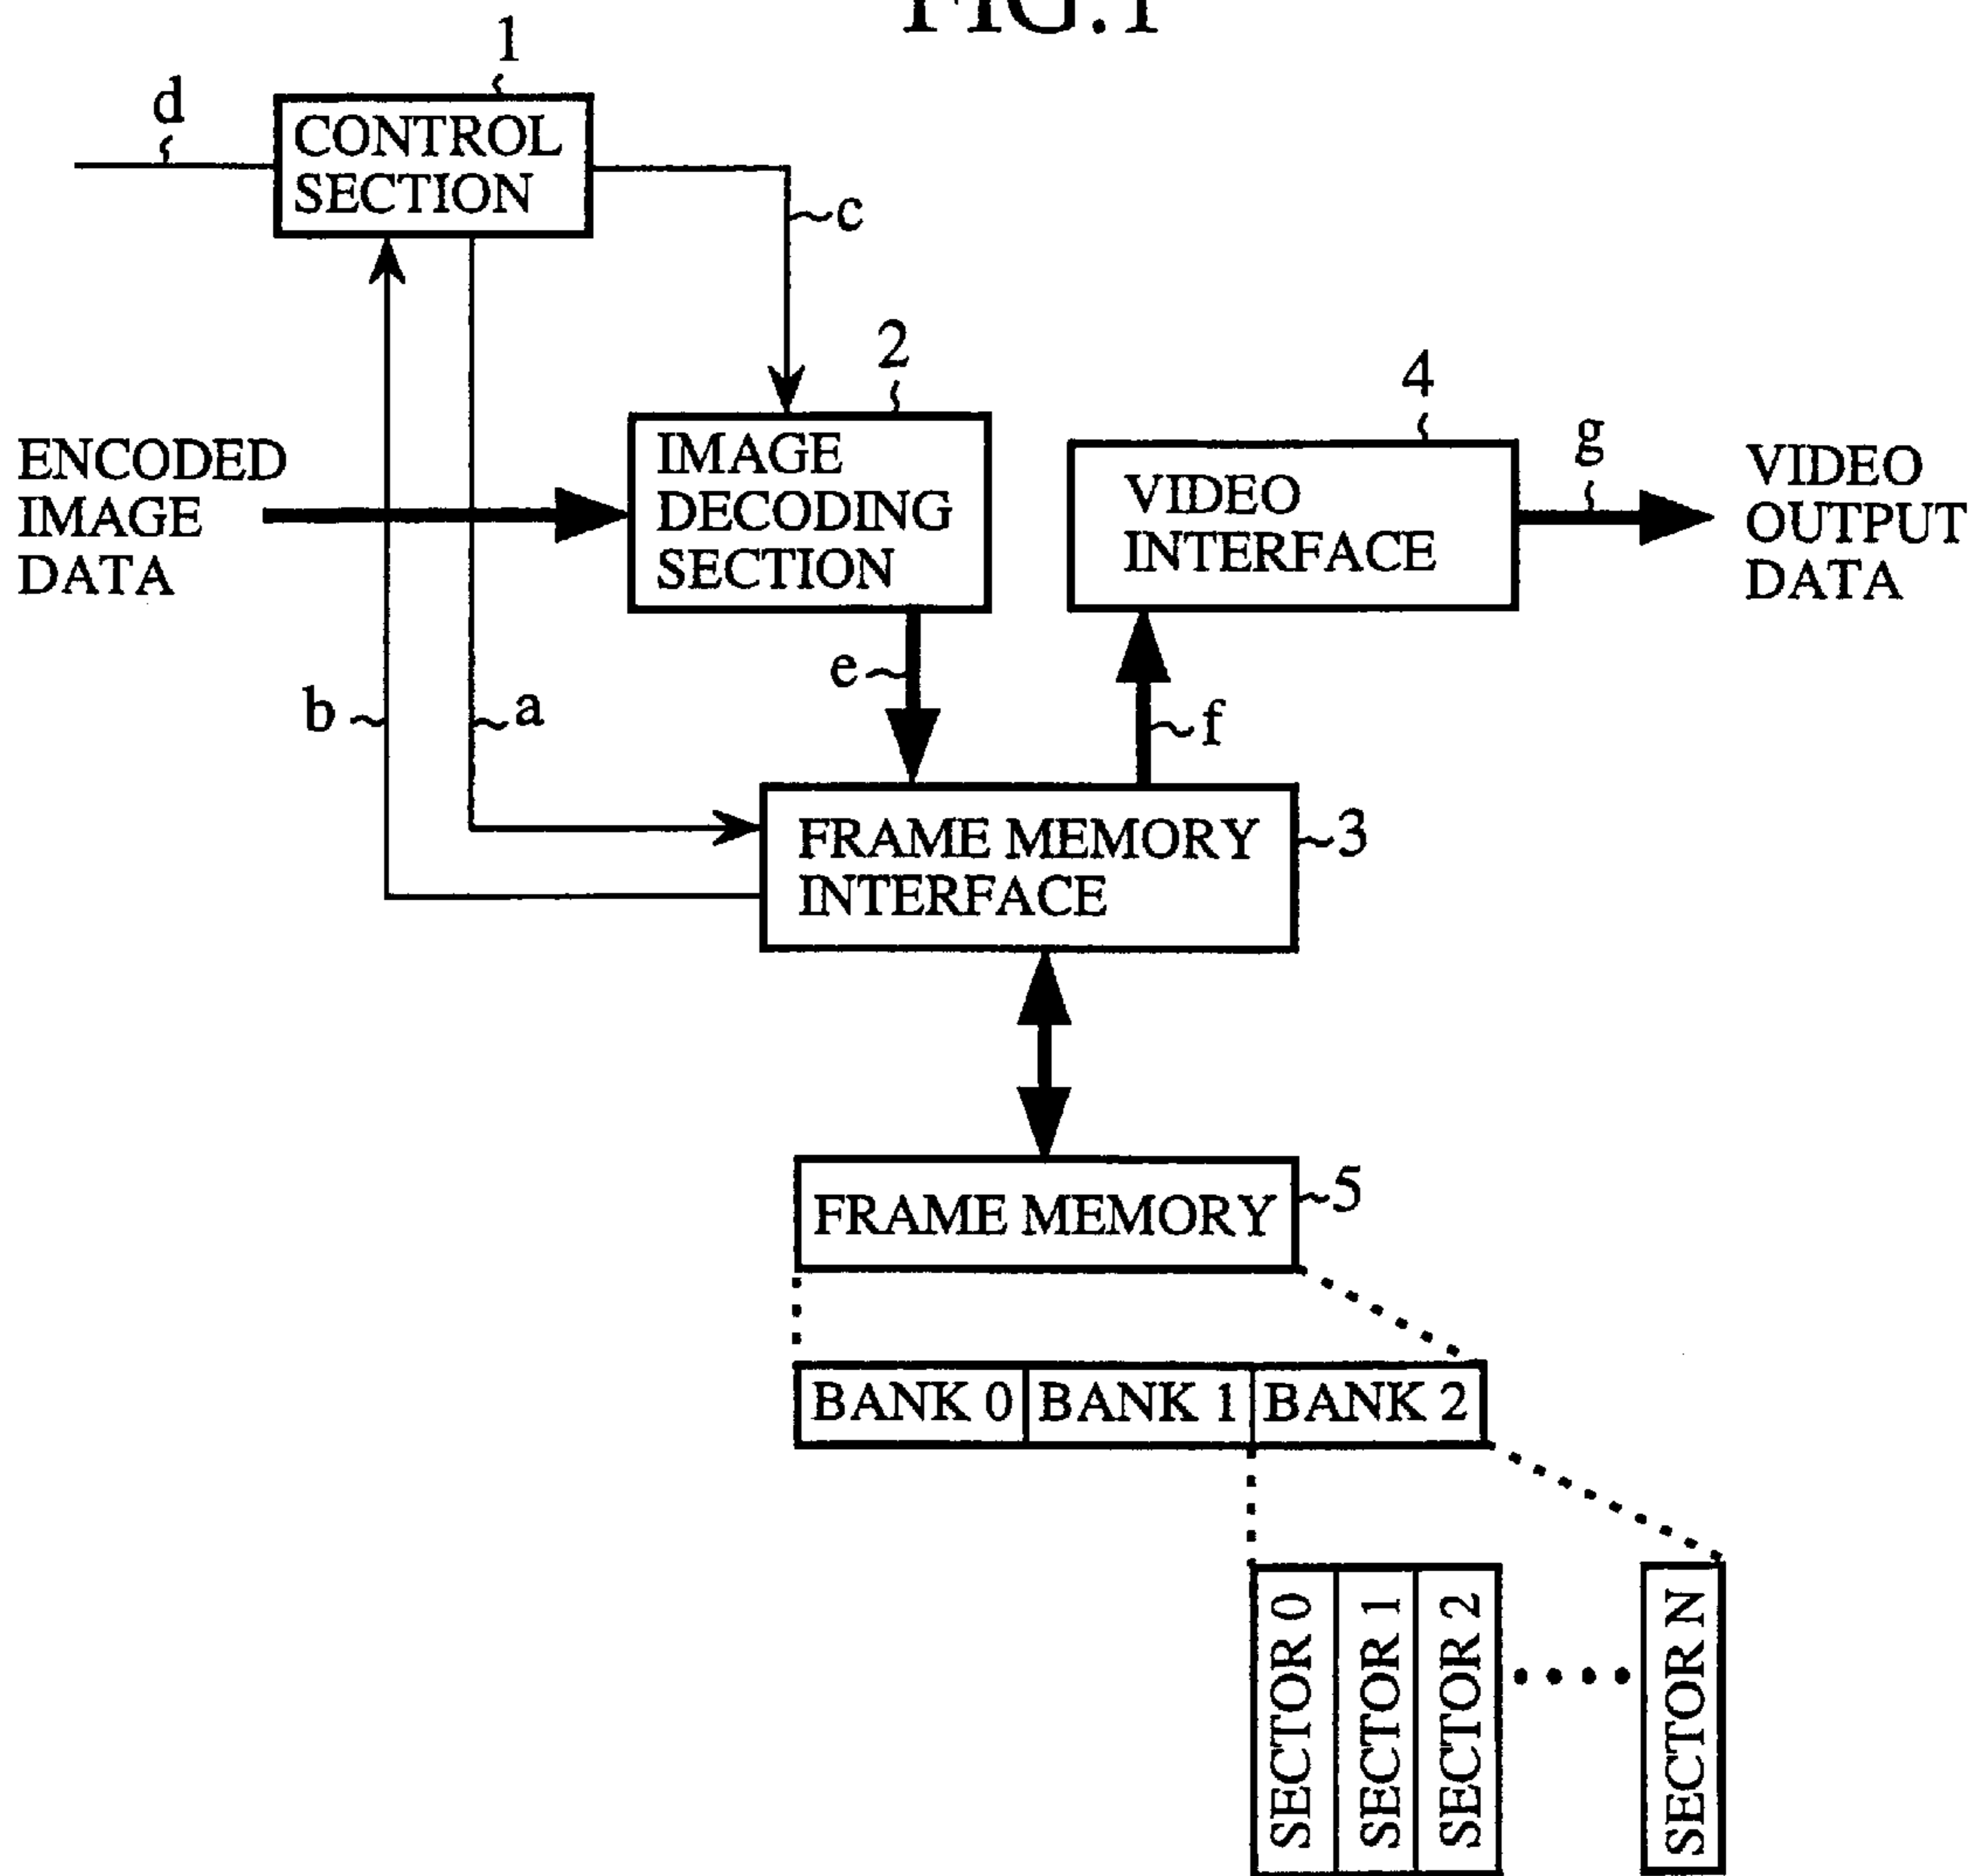 FIG.1
1
d
CONTROL
SECTION
c
2
4
g
ENCODED
IMAGE
DATA
IMAGE
DECODING
SECTION
VIDEO
INTERFACE
VIDEO
OUTPUT
DATA
e
b
a
f
FRAME MEMORY
INTERFACE
3
FRAME MEMORY
5
BANK 0
BANK 1
BANK 2
SECTOR 0
SECTOR 1
SECTOR 2
SECTOR N